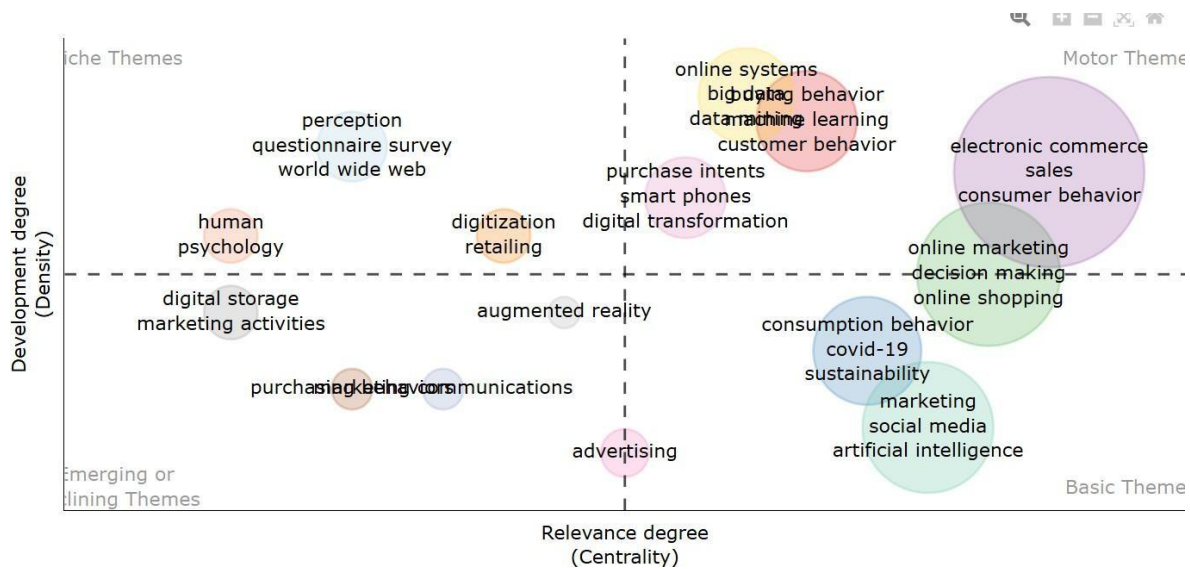 iche Themes
Motor Theme
online systems
big data
data mining
buying behavior
machine learning
customer behavior
perception
questionnaire survey
world wide web
electronic commerce
sales
consumer behavior
purchase intents
smart phones
digital transformation
human
psychology
digitization
retailing
online marketing
decision making
online shopping
digital storage
marketing activities
augmented reality
consumption behavior
covid-19
sustainability
purchasing behaviors
marketing communications
marketing
social media
artificial intelligence
advertising
Emerging or
clining Themes
Basic Theme
Development degree
(Density)
Relevance degree
(Centrality)